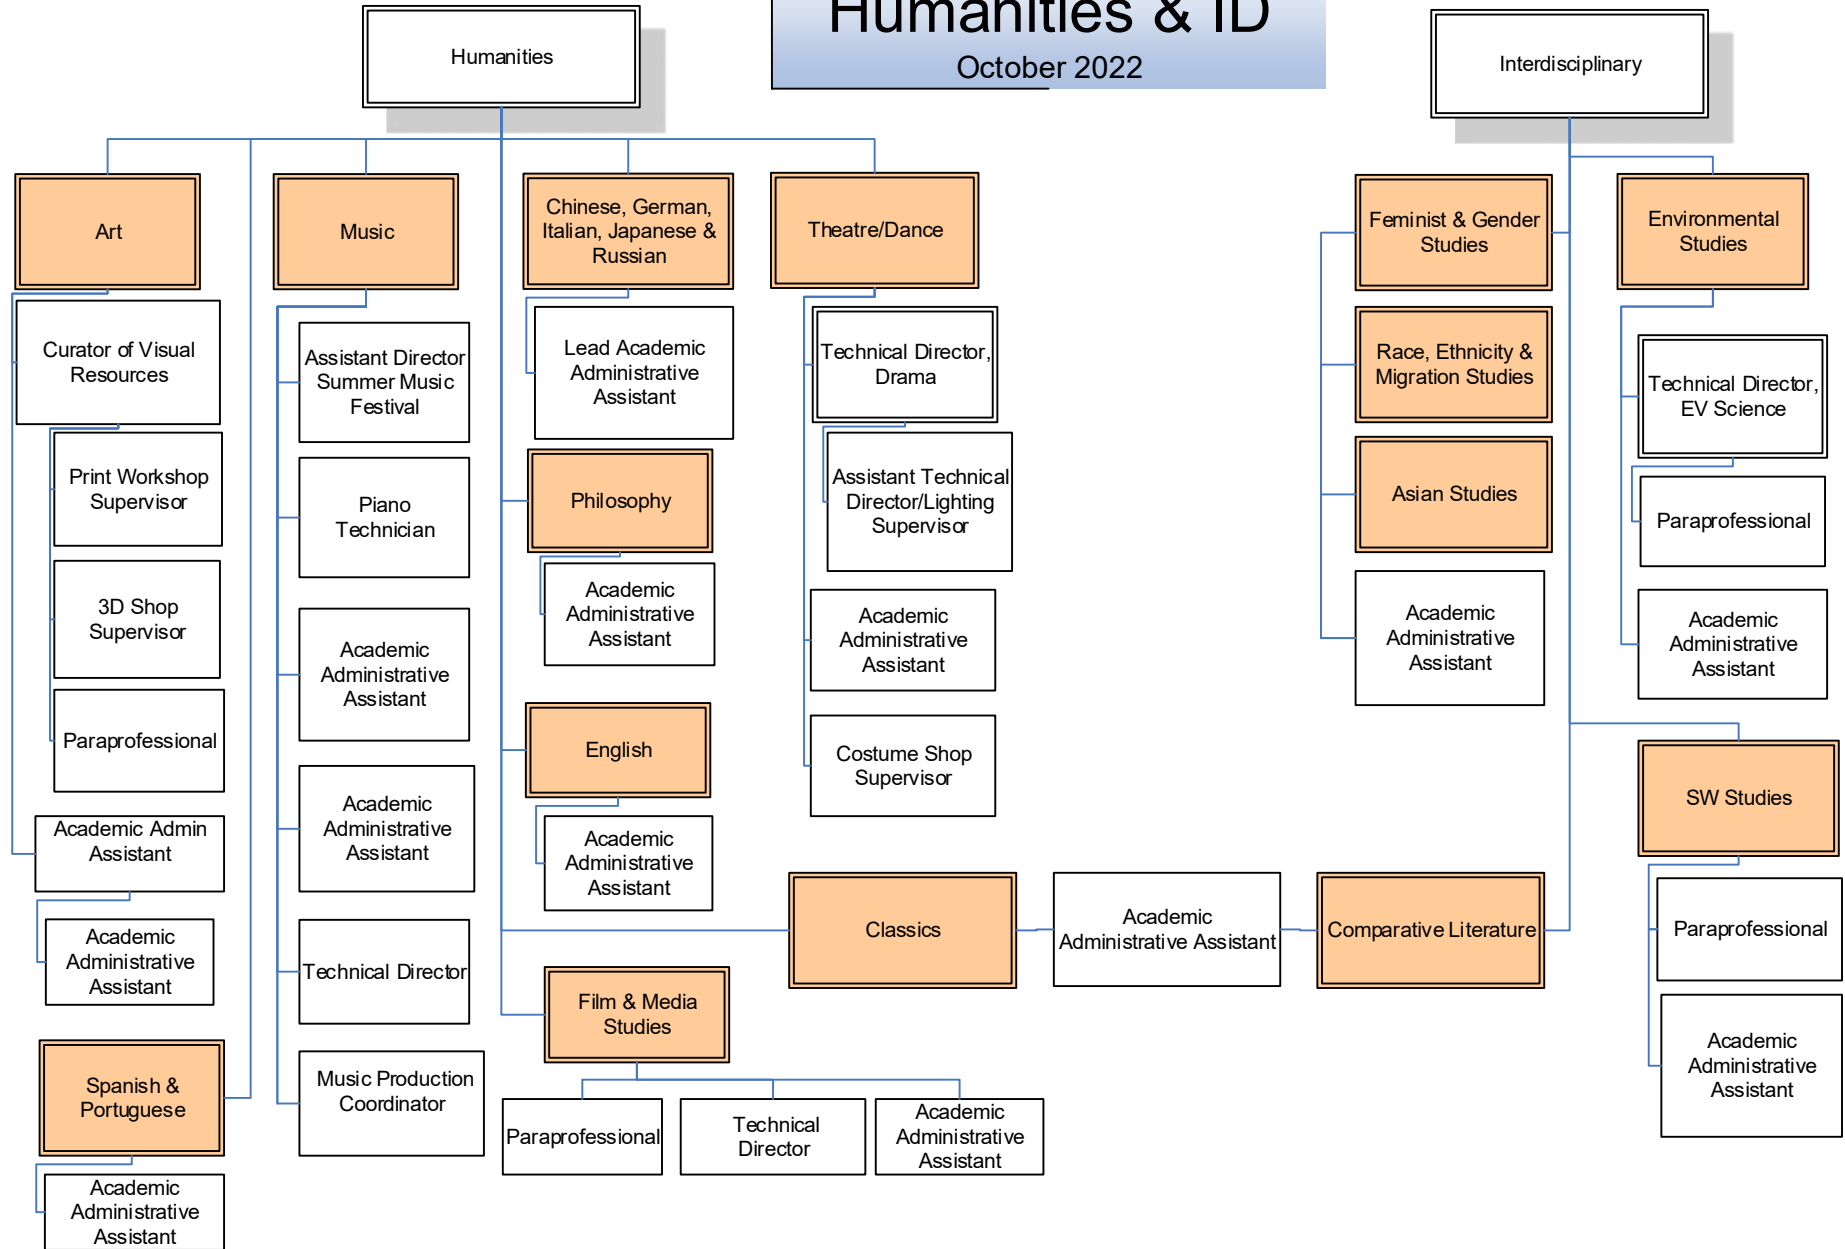 Humanities & ID
October 2022
Humanities
Interdisciplinary
Art
Music
Chinese, German,
Italian, Japanese &
Russian
Theatre/Dance
Feminist & Gender
Studies
Environmental
Studies
Curator of Visual
Resources
Print Workshop
Supervisor
3D Shop
Supervisor
Paraprofessional
Academic Admin
Assistant
Academic
Administrative
Assistant
Spanish &
Portuguese
Academic
Administrative
Assistant
Assistant Director
Summer Music
Festival
Piano
Technician
Academic
Administrative
Assistant
Academic
Administrative
Assistant
Technical Director
Music Production
Coordinator
Lead Academic
Administrative
Assistant
Philosophy
Academic
Administrative
Assistant
English
Academic
Administrative
Assistant
Film & Media
Studies
Paraprofessional
Technical
Director
Academic
Administrative
Assistant
Technical Director,
Drama
Assistant Technical
Director/Lighting
Supervisor
Academic
Administrative
Assistant
Costume Shop
Supervisor
Classics
Academic
Administrative Assistant
Comparative Literature
Race, Ethnicity &
Migration Studies
Asian Studies
Academic
Administrative
Assistant
Technical Director,
EV Science
Paraprofessional
Academic
Administrative
Assistant
SW Studies
Paraprofessional
Academic
Administrative
Assistant